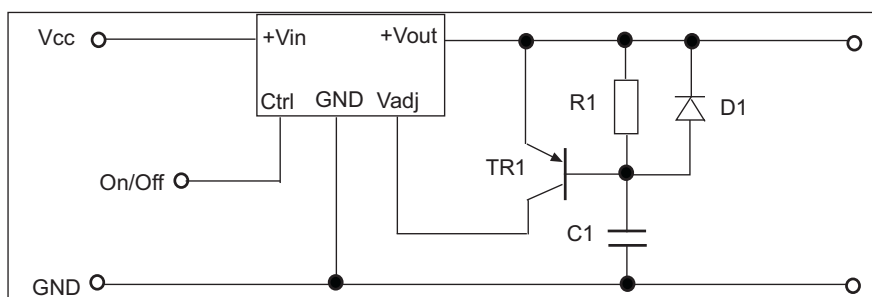 Vcc
+Vin +Vout
Ctrl GND Vadj
R1 D1
On/Off
TR1
C1
GND